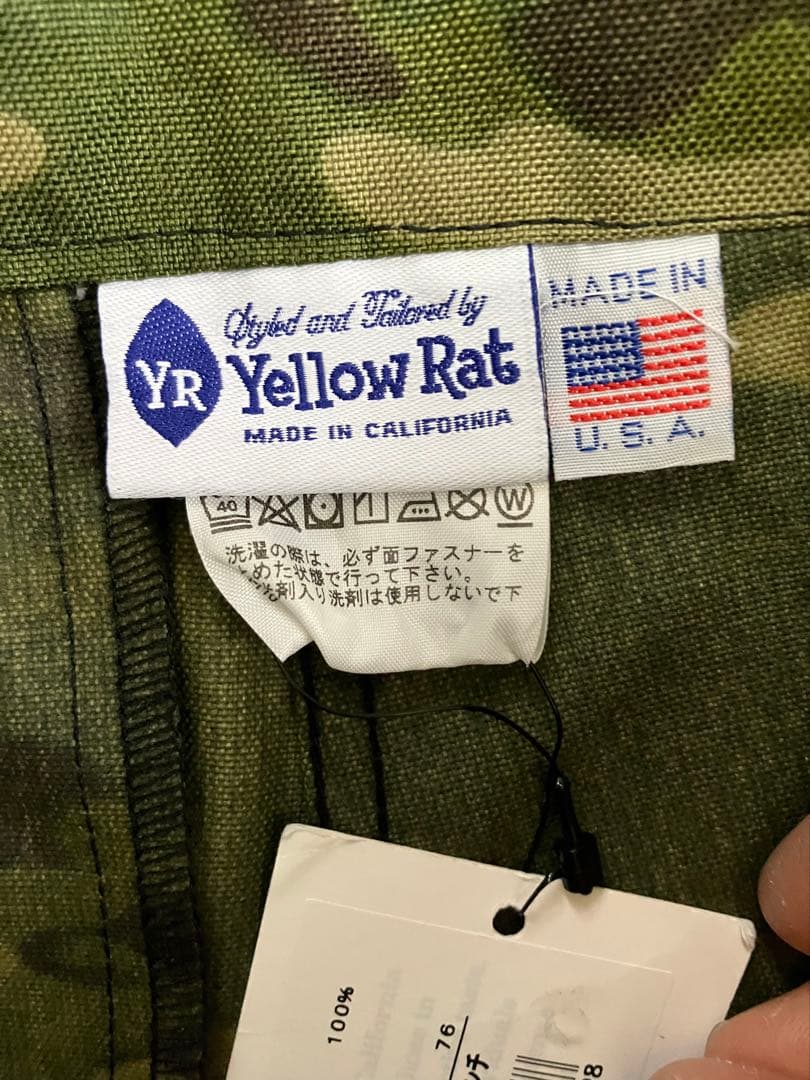 YR
Styled and Tailored by
Yellow Rat
MADE IN CALIFORNIA
MADE IN
U. S. A.
40
W
洗濯の際は、必ず面ファスナーを
とめた状態で行って下さい。
剤入り洗剤は使用しないで下
100%
76